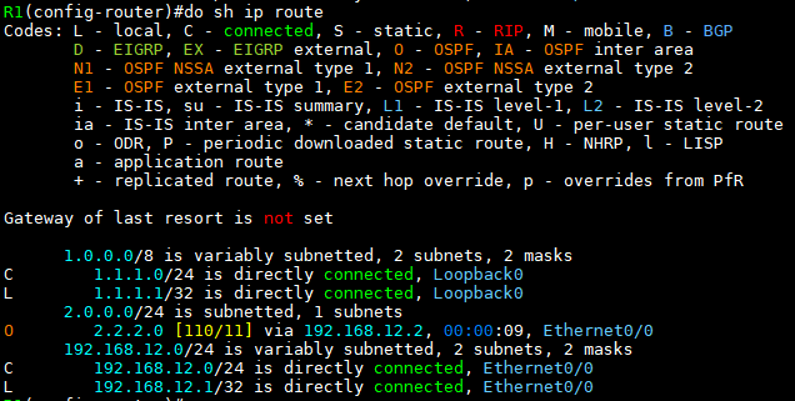 R1(config-router)#do sh ip route
Codes: L - local, C - connected, S - static, R - RIP, M - mobile, B - BGP
D - EIGRP, EX - EIGRP external, O - OSPF, IA - OSPF inter area
N1 - OSPF NSSA external type 1, N2 - OSPF NSSA external type 2
E1 - OSPF external type 1, E2 - OSPF external type 2
i - IS-IS, su - IS-IS summary, L1 - IS-IS level-1, L2 - IS-IS level-2
ia - IS-IS inter area, * - candidate default, U - per-user static route
o - ODR, P - periodic downloaded static route, H - NHRP, l - LISP
a - application route
+ - replicated route, % - next hop override, p - overrides from PfR
Gateway of last resort is not set
1.0.0.0/8 is variably subnetted, 2 subnets, 2 masks
C 1.1.1.0/24 is directly connected, Loopback0
L 1.1.1.1/32 is directly connected, Loopback0
2.0.0.0/24 is subnetted, 1 subnets
O 2.2.2.0 [110/11] via 192.168.12.2, 00:00:09, Ethernet0/0
192.168.12.0/24 is variably subnetted, 2 subnets, 2 masks
C 192.168.12.0/24 is directly connected, Ethernet0/0
L 192.168.12.1/32 is directly connected, Ethernet0/0